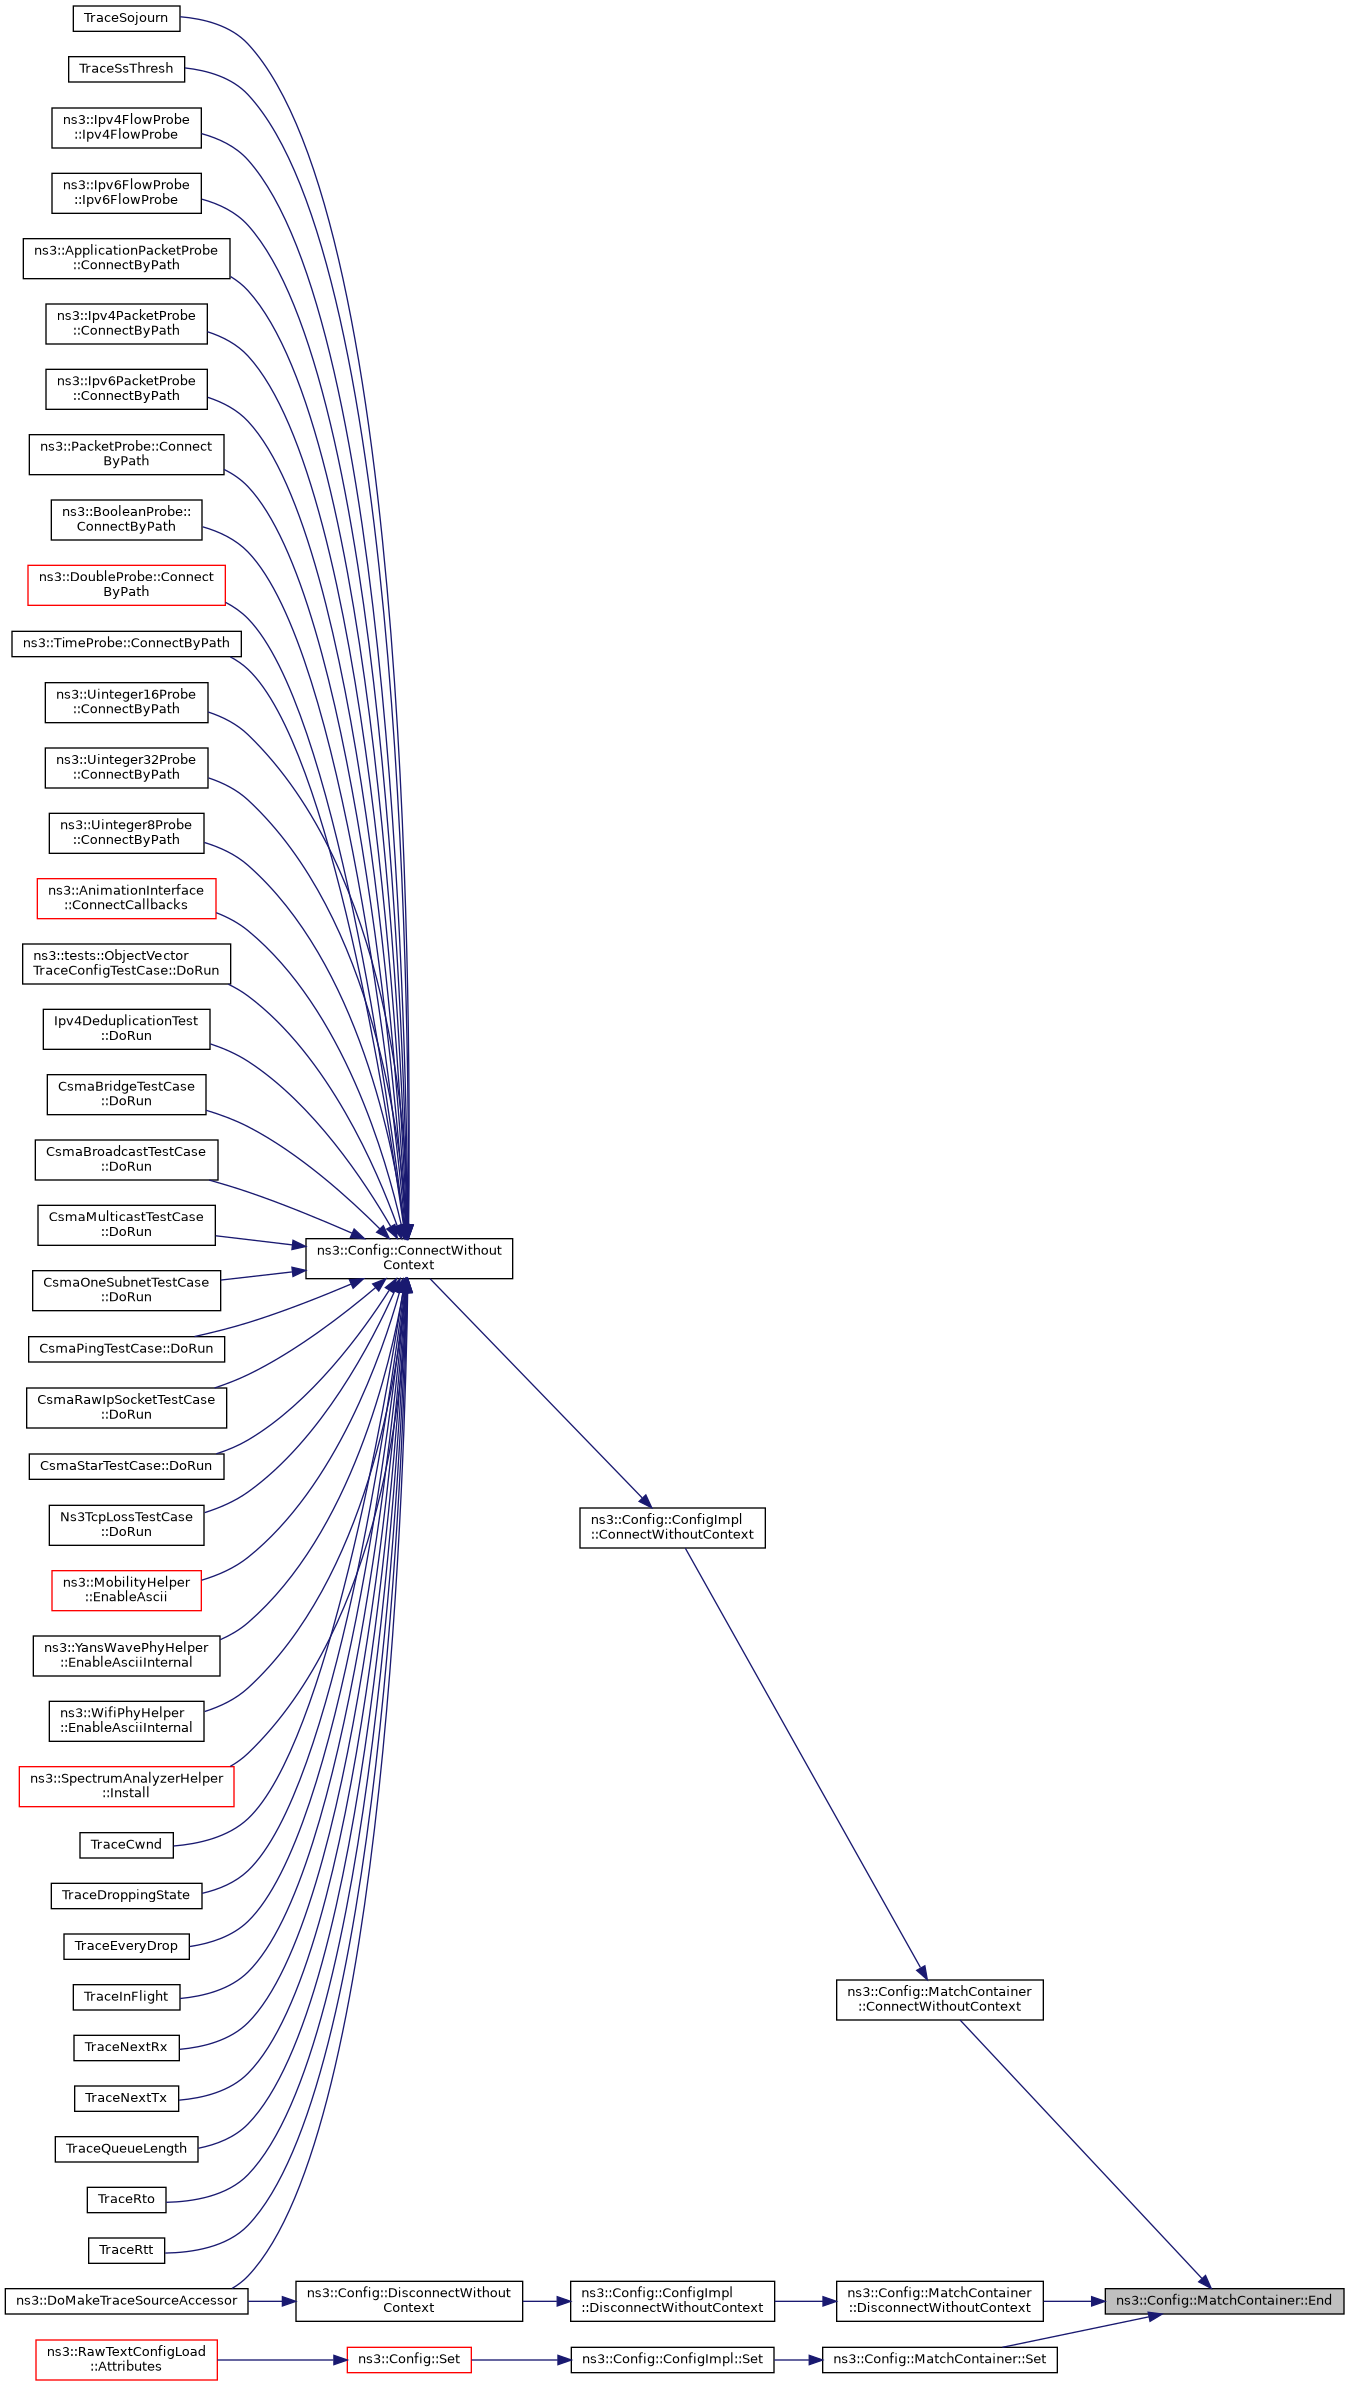 TraceSojourn
TraceSsThresh
ns3::Ipv4FlowProbe
::Ipv4FlowProbe
ns3::Ipv6FlowProbe
::Ipv6FlowProbe
ns3::ApplicationPacketProbe
::ConnectByPath
ns3::Ipv4PacketProbe
::ConnectByPath
ns3::Ipv6PacketProbe
::ConnectByPath
ns3::PacketProbe::Connect
ByPath
ns3::BooleanProbe::
ConnectByPath
ns3::DoubleProbe::Connect
ByPath
ns3::TimeProbe::ConnectByPath
ns3::Uinteger16Probe
::ConnectByPath
ns3::Uinteger32Probe
::ConnectByPath
ns3::Uinteger8Probe
::ConnectByPath
ns3::AnimationInterface
::ConnectCallbacks
ns3::tests::ObjectVector
TraceConfigTestCase::DoRun
Ipv4DeduplicationTest
::DoRun
CsmaBridgeTestCase
::DoRun
CsmaBroadcastTestCase
::DoRun
CsmaMulticastTestCase
::DoRun
ns3::Config::ConnectWithout
Context
CsmaOneSubnetTestCase
::DoRun
CsmaPingTestCase::DoRun
CsmaRawIpSocketTestCase
::DoRun
CsmaStarTestCase::DoRun
Ns3TcpLossTestCase
::DoRun
ns3::Config::ConfigImpl
::ConnectWithoutContext
ns3::MobilityHelper
::EnableAscii
ns3::YansWavePhyHelper
::EnableAsciiInternal
ns3::WifiPhyHelper
::EnableAsciiInternal
ns3::SpectrumAnalyzerHelper
::Install
TraceCwnd
TraceDroppingState
TraceEveryDrop
TraceInFlight
ns3::Config::MatchContainer
::ConnectWithoutContext
TraceNextRx
TraceNextTx
TraceQueueLength
TraceRto
TraceRtt
ns3::DoMakeTraceSourceAccessor
ns3::Config::DisconnectWithout
Context
ns3::Config::ConfigImpl
::DisconnectWithoutContext
ns3::Config::MatchContainer
::DisconnectWithoutContext
ns3::Config::MatchContainer::End
ns3::RawTextConfigLoad
::Attributes
ns3::Config::Set
ns3::Config::ConfigImpl::Set
ns3::Config::MatchContainer::Set